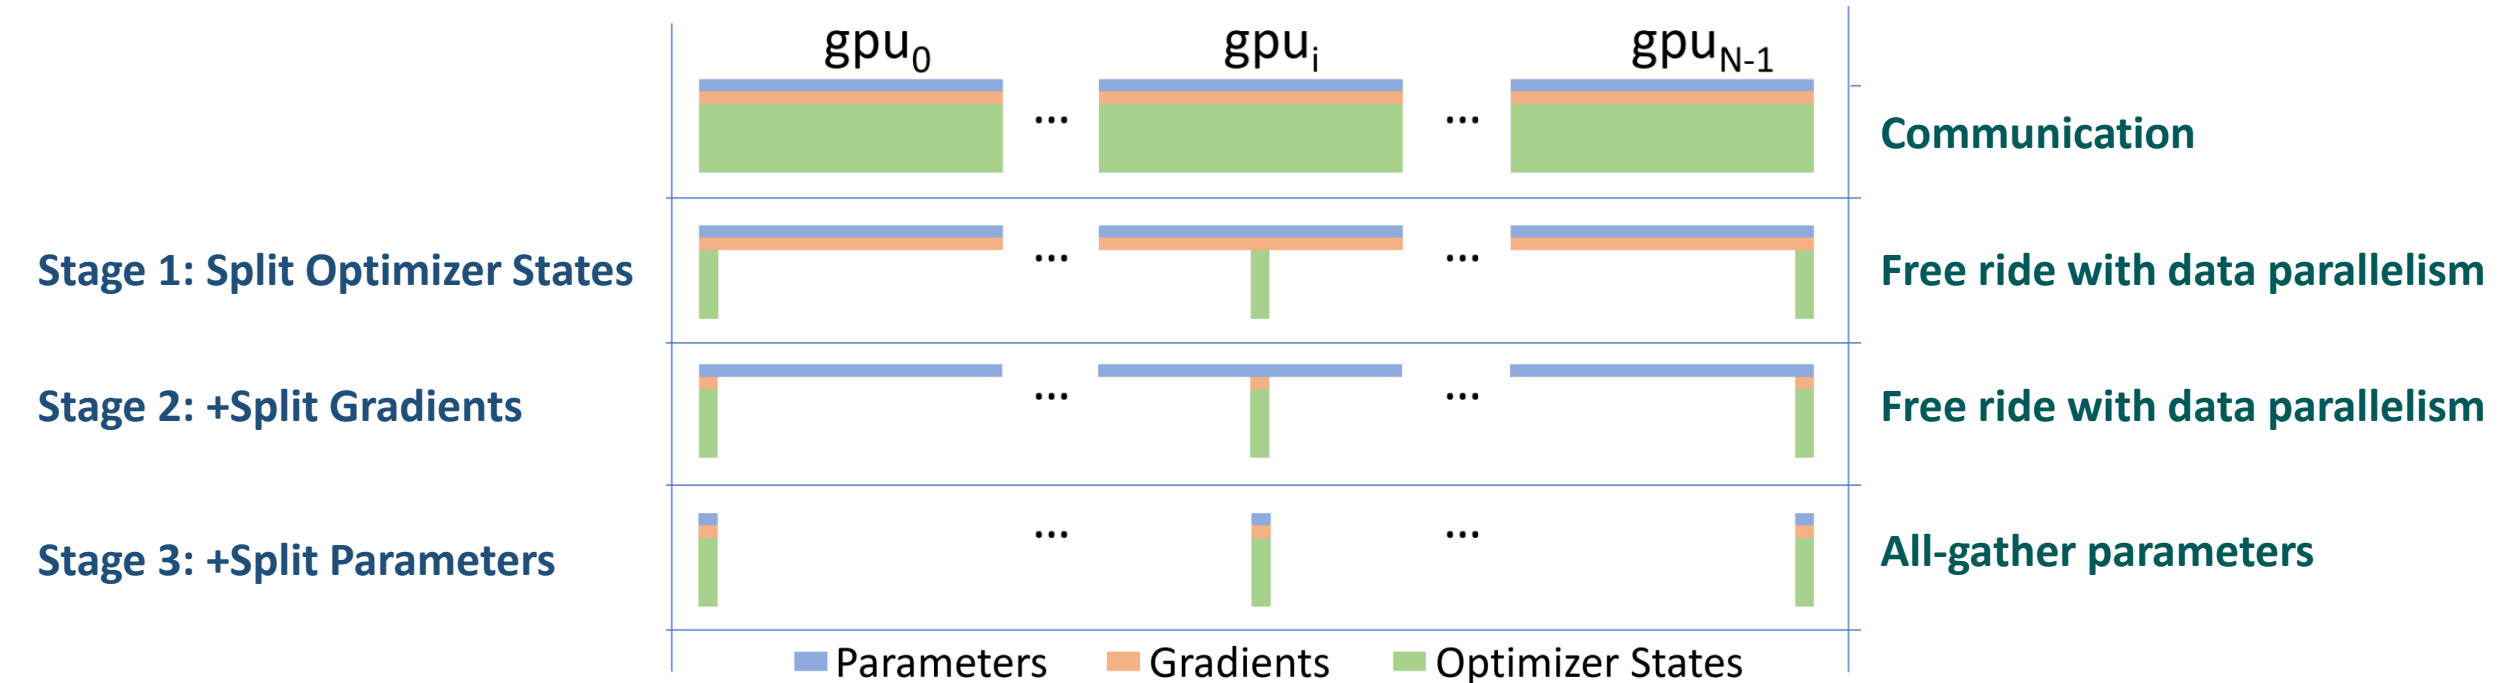 gpu0 gpui gpuN-1
... ...
Communication
Stage 1: Split Optimizer States ... ... Free ride with data parallelism
Stage 2: +Split Gradients ... ... Free ride with data parallelism
Stage 3: +Split Parameters ... ... All-gather parameters
Parameters Gradients Optimizer States